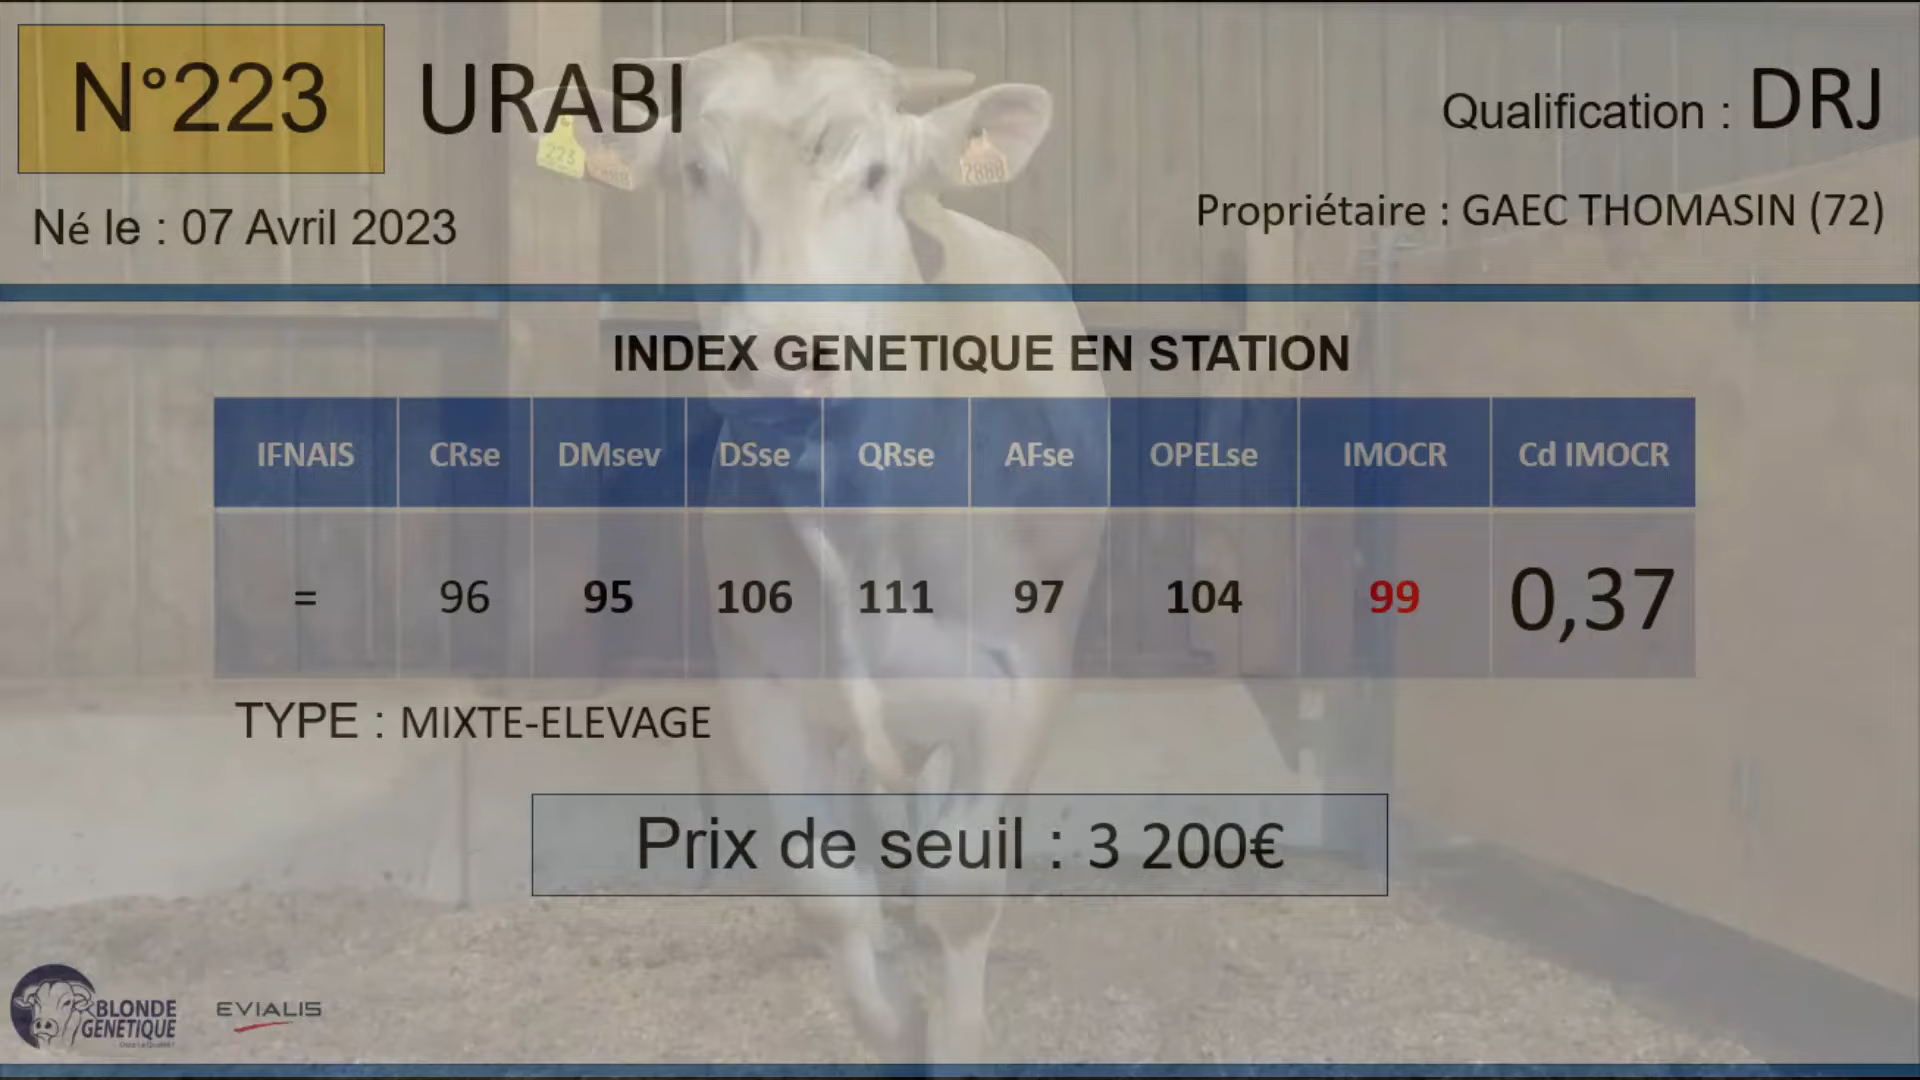 N°223 URABI
Qualification : DRJ
Né le : 07 Avril 2023
Propriétaire : GAEC THOMASIN (72)
223
2888
INDEX GENETIQUE EN STATION
IFNAIS CRse DMsev DSse QRse AFse OPELse IMOCR Cd IMOCR
= 96 95 106 111 97 104 99 0,37
TYPE : MIXTE-ELEVAGE
Prix de seuil : 3 200€
BLONDE
GENETIQUE
EVIALIS